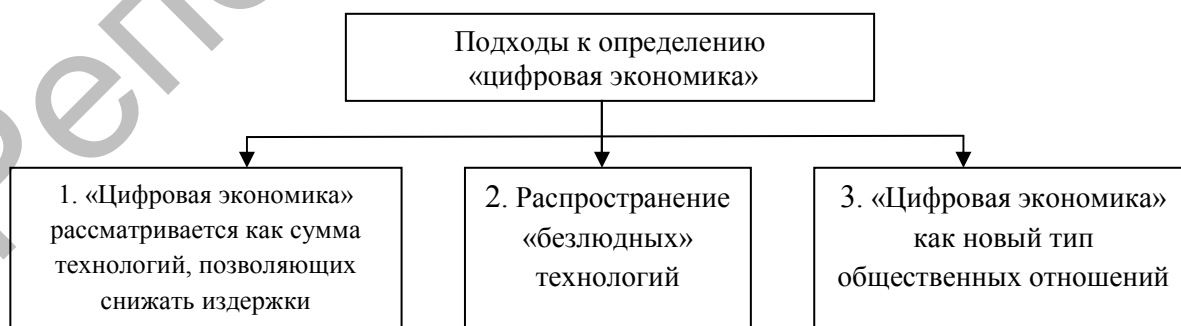 Подходы к определению
«цифровая экономика»
1. «Цифровая экономика»
рассматривается как сумма
технологий, позволяющих
снижать издержки
2. Распространение
«безлюдных»
технологий
3. «Цифровая экономика»
как новый тип
общественных отношений